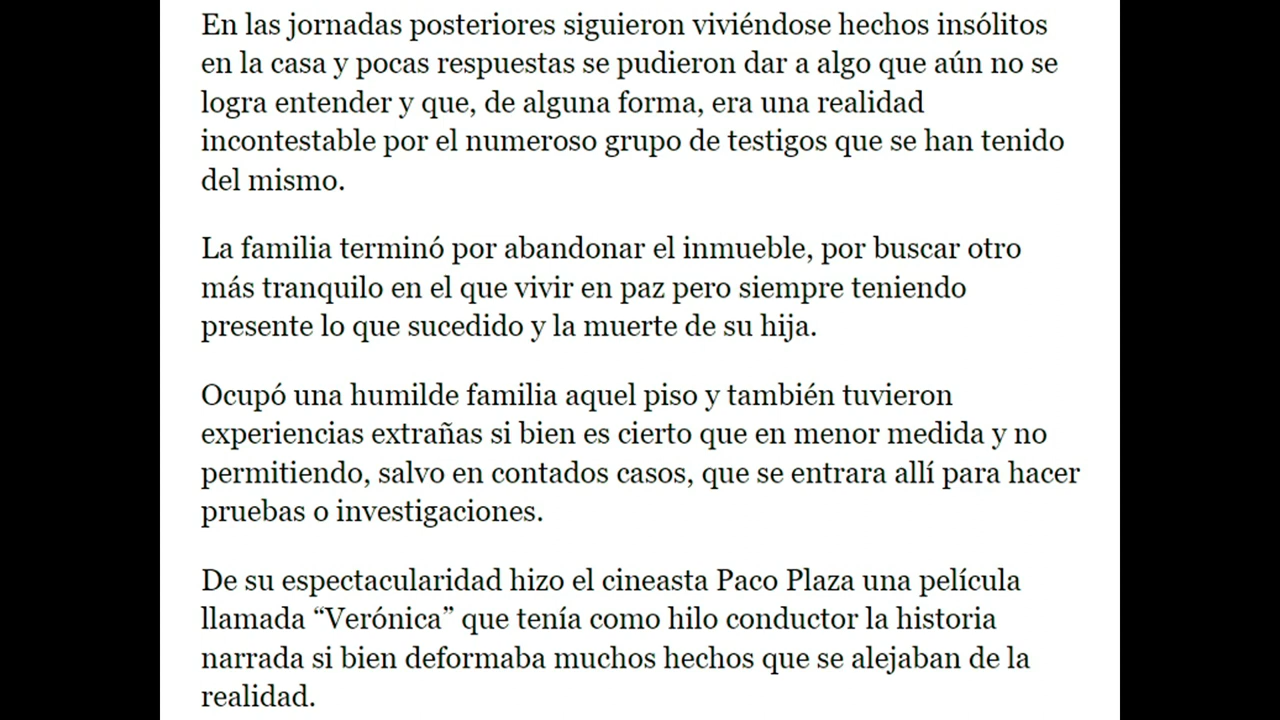 En las jornadas posteriores siguieron viviéndose hechos insólitos
en la casa y pocas respuestas se pudieron dar a algo que aún no se
logra entender y que, de alguna forma, era una realidad
incontestable por el numeroso grupo de testigos que se han tenido
del mismo.
La familia terminó por abandonar el inmueble, por buscar otro
más tranquilo en el que vivir en paz pero siempre teniendo
presente lo que sucedido y la muerte de su hija.
Ocupó una humilde familia aquel piso y también tuvieron
experiencias extrañas si bien es cierto que en menor medida y no
permitiendo, salvo en contados casos, que se entrara allí para hacer
pruebas o investigaciones.
De su espectacularidad hizo el cineasta Paco Plaza una película
llamada “Verónica” que tenía como hilo conductor la historia
narrada si bien deformaba muchos hechos que se alejaban de la
realidad.